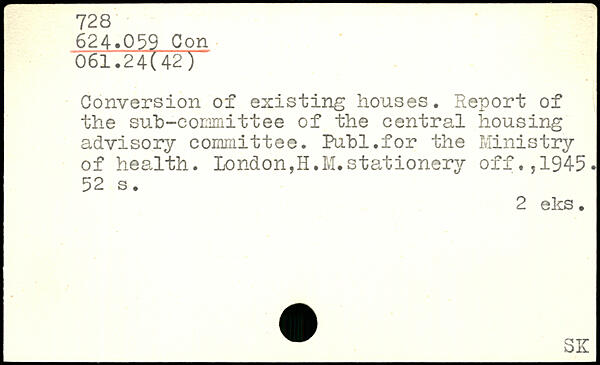 728
624.059 Con
061.24(42)
Conversion of existing houses. Report of
the sub-committee of the central housing
advisory committee. Publ.for the Ministry
of health. London,H.M.stationery off.,1945.
52 s.
2 eks.
SK